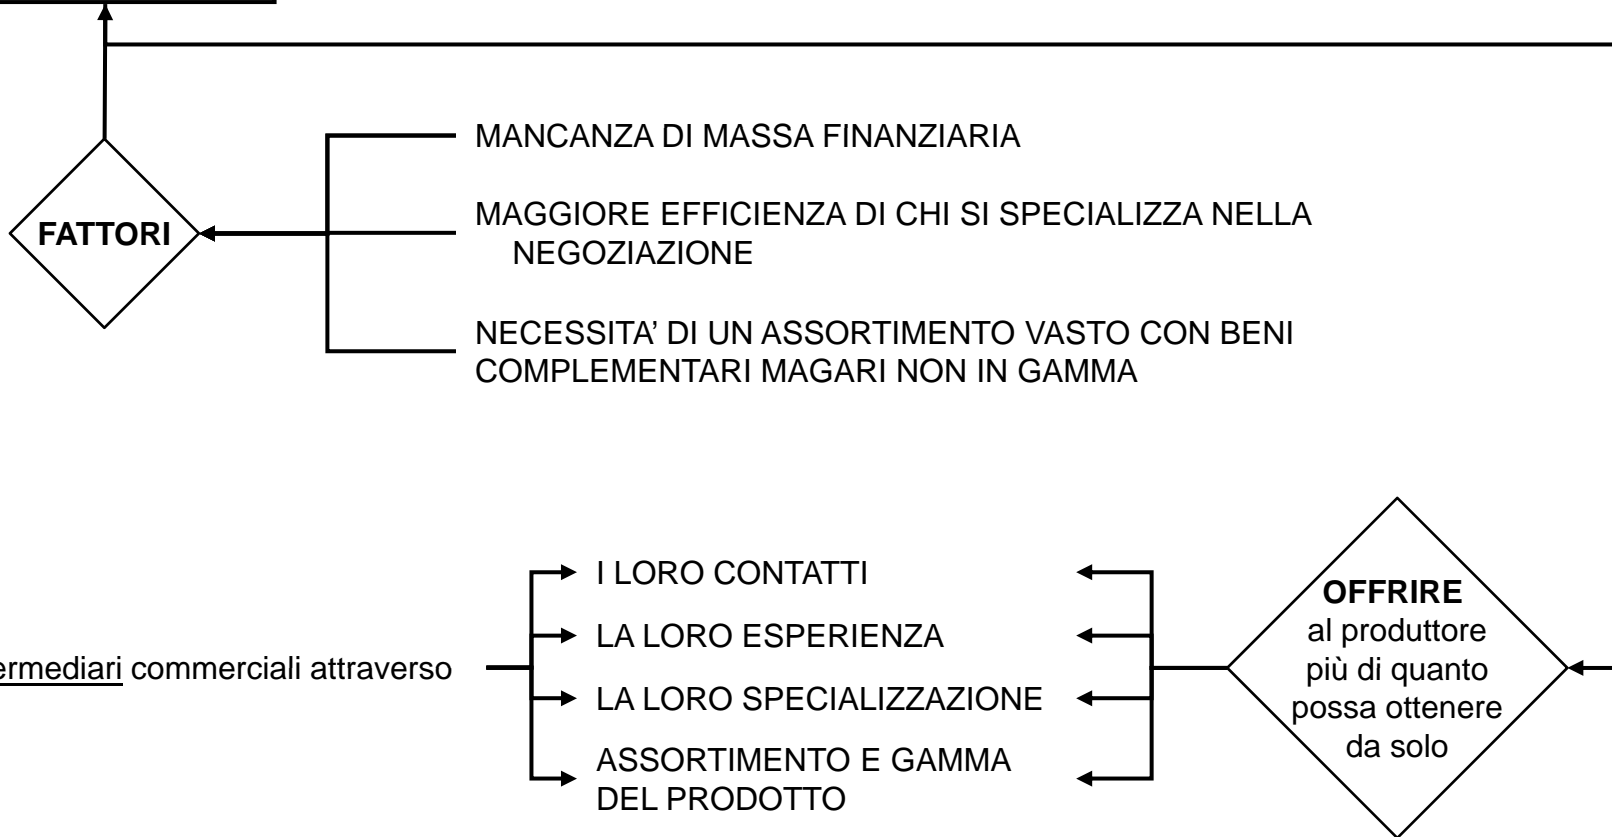 MANCANZA DI MASSA FINANZIARIA
MAGGIORE EFFICIENZA DI CHI SI SPECIALIZZA NELLA
NEGOZIAZIONE
FATTORI
NECESSITA’ DI UN ASSORTIMENTO VASTO CON BENI
COMPLEMENTARI MAGARI NON IN GAMMA
ermediari commerciali attraverso
I LORO CONTATTI
LA LORO ESPERIENZA
LA LORO SPECIALIZZAZIONE
ASSORTIMENTO E GAMMA
DEL PRODOTTO
OFFRIRE
al produttore
più di quanto
possa ottenere
da solo